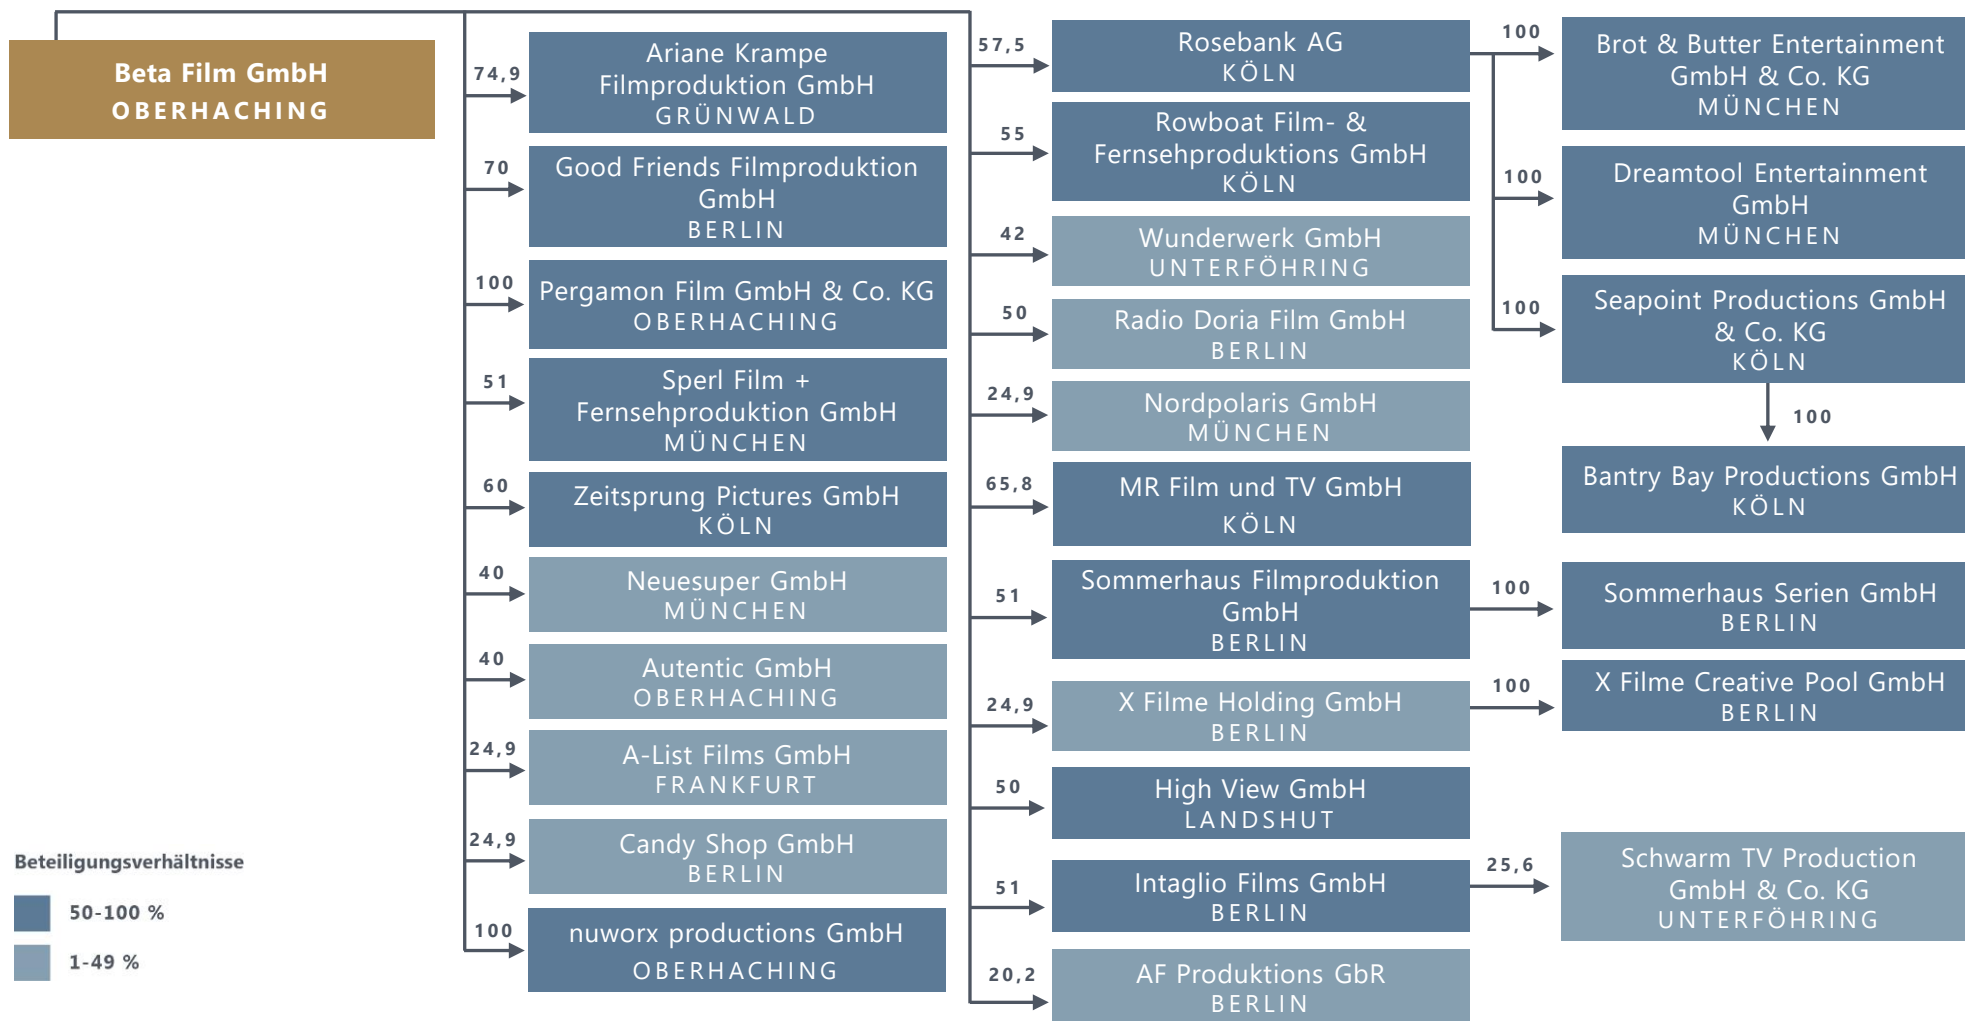 Beta Film GmbH
OBERHACHING
74,9
Ariane Krampe
Filmproduktion GmbH
GRÜNWALD
70
Good Friends Filmproduktion
GmbH
BERLIN
100
Pergamon Film GmbH & Co. KG
OBERHACHING
51
Sperl Film +
Fernsehproduktion GmbH
MÜNCHEN
60
Zeitsprung Pictures GmbH
KÖLN
40
Neuesuper GmbH
MÜNCHEN
40
Autentic GmbH
OBERHACHING
24,9
A-List Films GmbH
FRANKFURT
24,9
Candy Shop GmbH
BERLIN
100
nuworx productions GmbH
OBERHACHING
57,5
Rosebank AG
KÖLN
55
Rowboat Film- &
Fernsehproduktions GmbH
KÖLN
42
Wunderwerk GmbH
UNTERFÖHRING
50
Radio Doria Film GmbH
BERLIN
24,9
Nordpolaris GmbH
MÜNCHEN
65,8
MR Film und TV GmbH
KÖLN
51
Sommerhaus Filmproduktion
GmbH
BERLIN
24,9
X Filme Holding GmbH
BERLIN
50
High View GmbH
LANDSHUT
51
Intaglio Films GmbH
BERLIN
20,2
AF Produktions GbR
BERLIN
100
Brot & Butter Entertainment
GmbH & Co. KG
MÜNCHEN
100
Dreamtool Entertainment
GmbH
MÜNCHEN
100
Seapoint Productions GmbH
& Co. KG
KÖLN
100
Bantry Bay Productions GmbH
KÖLN
100
Sommerhaus Serien GmbH
BERLIN
100
X Filme Creative Pool GmbH
BERLIN
25,6
Schwarm TV Production
GmbH & Co. KG
UNTERFÖHRING
Beteiligungsverhältnisse
50-100 %
1-49 %